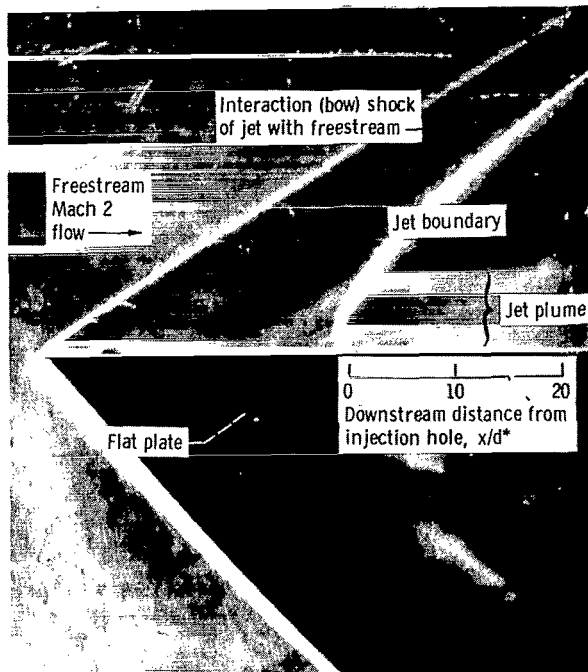 Interaction (bow) shock
of jet with freestream
Freestream
Mach 2
flow
Jet boundary
Jet plume
0 10 20
Downstream distance from
injection hole, x/d*
Flat plate